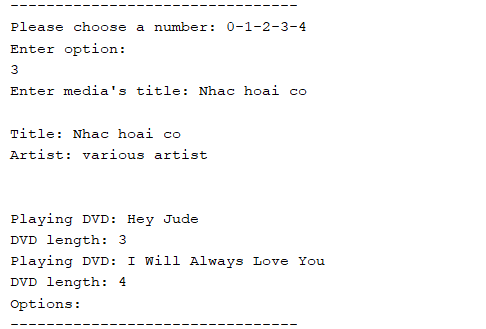 --------------------------------
Please choose a number: 0-1-2-3-4
Enter option:
3
Enter media's title: Nhac hoai co
Title: Nhac hoai co
Artist: various artist
Playing DVD: Hey Jude
DVD length: 3
Playing DVD: I Will Always Love You
DVD length: 4
Options:
--------------------------------